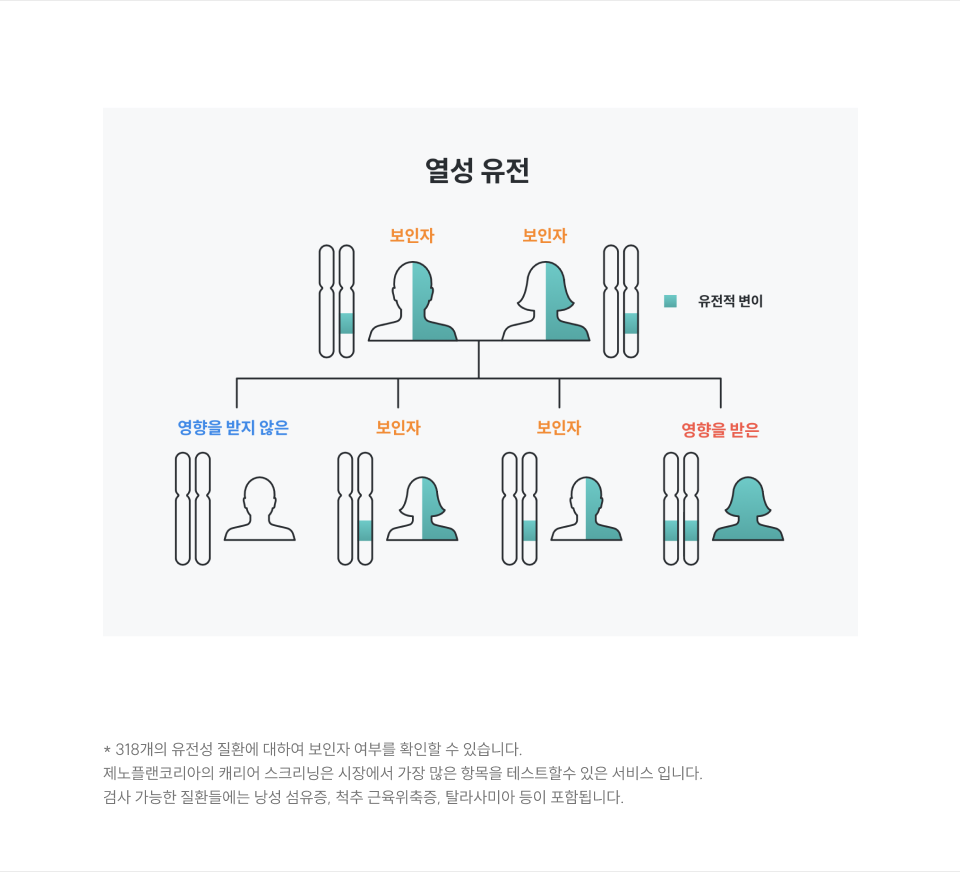 열성 유전
보인자
보인자
유전적 변이
영향을 받지 않은
보인자
보인자
영향을 받은
* 318개의 유전성 질환에 대하여 보인자 여부를 확인할 수 있습니다.
제노플랜코리아의 캐리어 스크리닝은 시장에서 가장 많은 항목을 테스트할수 있은 서비스 입니다.
검사 가능한 질환들에는 낭성 섬유증, 척추 근육위축증, 탈라사미아 등이 포함됩니다.